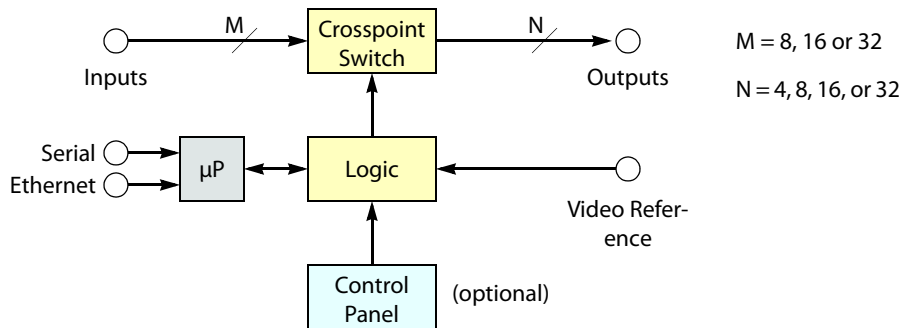 M
Crosspoint
Switch
N
Inputs
Outputs
M = 8, 16 or 32
N = 4, 8, 16, or 32
Serial
Ethernet
µP
Logic
Video Refer-
ence
Control
Panel
(optional)